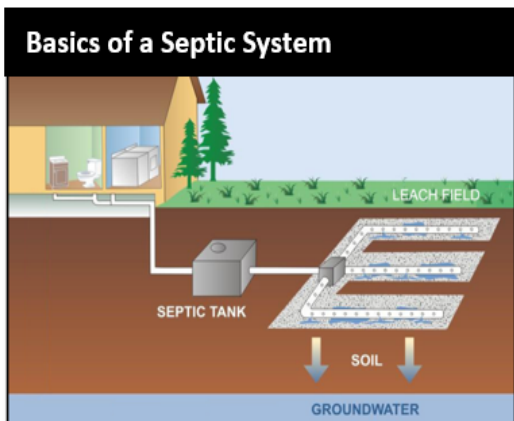 Basics of a Septic System
LEACH FIELD
SEPTIC TANK
SOIL
GROUNDWATER